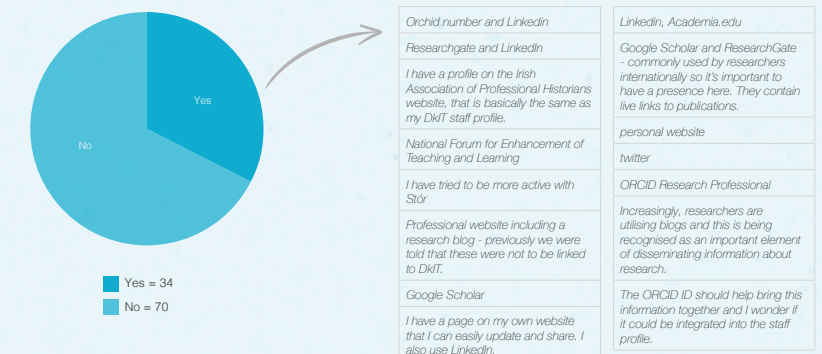 Yes
No
Yes = 34
No = 70
Orchid number and Linkedin
Researchgate and LinkedIn
I have a profile on the Irish
Association of Professional Historians
website, that is basically the same as
my DkIT staff profile.
National Forum for Enhancement of
Teaching and Learning
I have tried to be more active with
Stór
Professional website including a
research blog - previously we were
told that these were not to be linked
to DkIT.
Google Scholar
I have a page on my own website
that I can easily update and share. I
also use LinkedIn.
Linkedin, Academia.edu
Google Scholar and ResearchGate
- commonly used by researchers
internationally so it's important to
have a presence here. They contain
live links to publications.
personal website
twitter
ORCID Research Professional
Increasingly, researchers are
utilising blogs and this is being
recognised as an important element
of disseminating information about
research.
The ORCID ID should help bring this
information together and I wonder if
it could be integrated into the staff
profile.